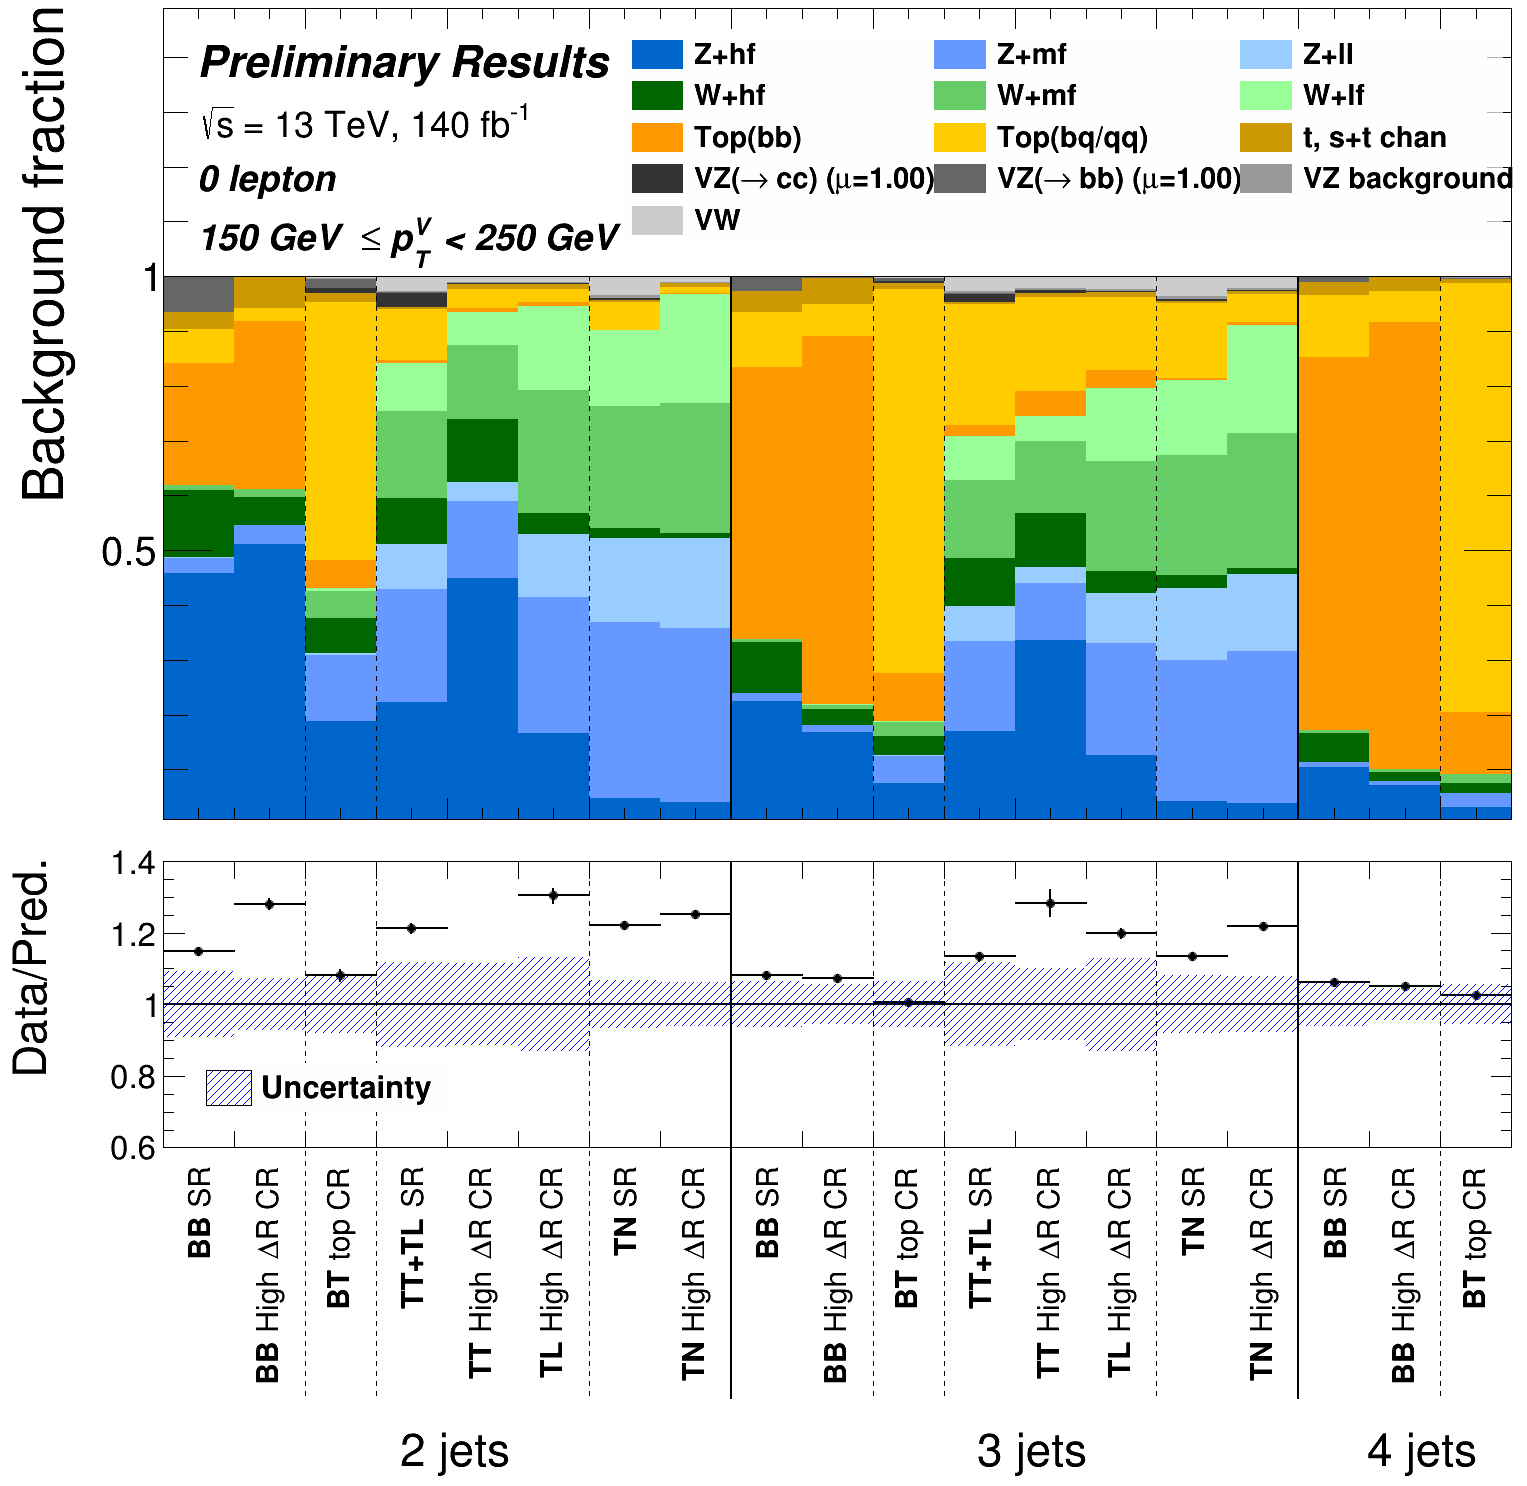 Background fraction
Preliminary Results
√s = 13 TeV, 140 fb⁻¹
0 lepton
150 GeV ≤ p_T^V < 250 GeV
Z+hf Z+mf Z+ll
W+hf W+mf W+lf
Top(bb) Top(bq/qq) t, s+t chan
VZ(→ cc) (μ=1.00) VZ(→ bb) (μ=1.00) VZ background
VW
1
0.5
Data/Pred.
1.4
1.2
1
0.8
0.6
Uncertainty
BB SR
BB High ΔR CR
BT top CR
TT+TL SR
TT High ΔR CR
TL High ΔR CR
TN SR
TN High ΔR CR
BB SR
BB High ΔR CR
BT top CR
TT+TL SR
TT High ΔR CR
TL High ΔR CR
TN SR
TN High ΔR CR
BB SR
BB High ΔR CR
BT top CR
2 jets 3 jets 4 jets